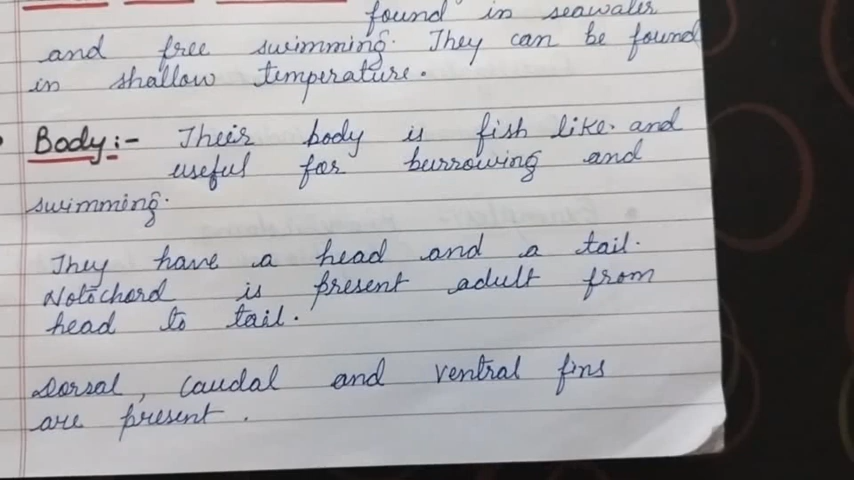 found in seawater
and free swimming. They can be found
in shallow temperature.
Body:- Their body is fish like. and
useful for burrowing and
swimming.
They have a head and a tail.
Notochord is present adult from
head to tail.
Dorsal, caudal and ventral fins
are present.